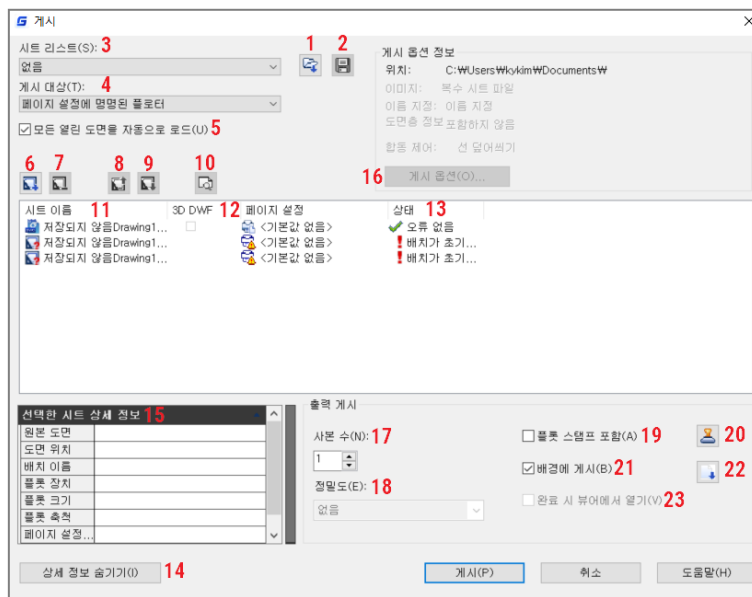 게시
시트 리스트(S): 3
없음
게시 대상(T): 4
페이지 설정에 명명된 플로터
모든 열린 도면을 자동으로 로드(U) 5
1 2
게시 옵션 정보
위치: C:₩Users₩kykim₩Documents₩
이미지: 복수 시트 파일
이름 지정: 이름 지정
도면층 정보 포함하지 않음
합동 제어: 선 덮어쓰기
16 게시 옵션(O)...
6 7 8 9 10
시트 이름 11 3D DWF 12 페이지 설정 상태 13
저장되지 않음Drawing1... <기본값 없음> 오류 없음
저장되지 않음Drawing1... <기본값 없음> 배치가 초기...
저장되지 않음Drawing1... <기본값 없음> 배치가 초기...
선택한 시트 상세 정보 15
원본 도면
도면 위치
배치 이름
플롯 장치
플롯 크기
플롯 축척
페이지 설정...
출력 게시
사본 수(N): 17
1
정밀도(E): 18
없음
플롯 스탬프 포함(A) 19 20
배경에 게시(B) 21 22
완료 시 뷰어에서 열기(V) 23
상세 정보 숨기기(I) 14
게시(P) 취소 도움말(H)